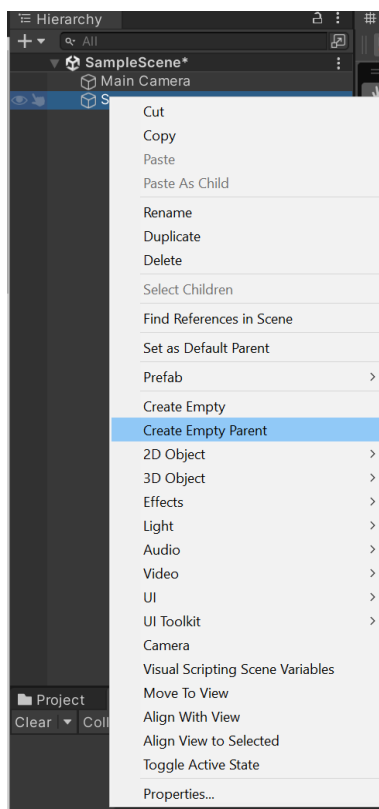 Hierarchy
All
SampleScene*
Main Camera
S
Cut
Copy
Paste
Paste As Child
Rename
Duplicate
Delete
Select Children
Find References in Scene
Set as Default Parent
Prefab
Create Empty
Create Empty Parent
2D Object
3D Object
Effects
Light
Audio
Video
UI
UI Toolkit
Camera
Visual Scripting Scene Variables
Move To View
Align With View
Align View to Selected
Toggle Active State
Properties...
Project
Clear Coll